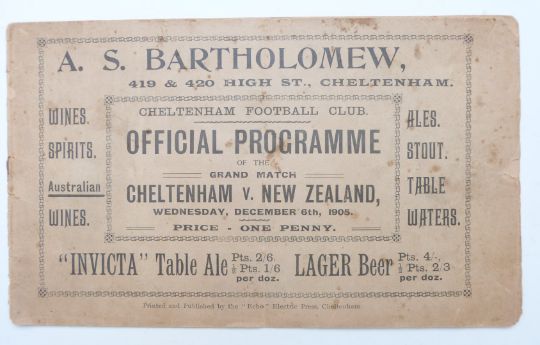 A. S. BARTHOLOMEW,
419 & 420 HIGH ST., CHELTENHAM.
WINES.
SPIRITS.
Australian
WINES.
CHELTENHAM FOOTBALL CLUB.
OFFICIAL PROGRAMME
OF THE
GRAND MATCH
CHELTENHAM V. NEW ZEALAND,
WEDNESDAY, DECEMBER 6th, 1905.
PRICE - ONE PENNY.
ALES.
STOUT.
TABLE
WATERS.
"INVICTA" Table Ale Pts. 2/6. ½ Pts. 1/6 per doz.
LAGER Beer Pts. 4/-. ½ Pts. 2/3 per doz.
Printed and Published by the "Echo" Electric Press, Cheltenham.